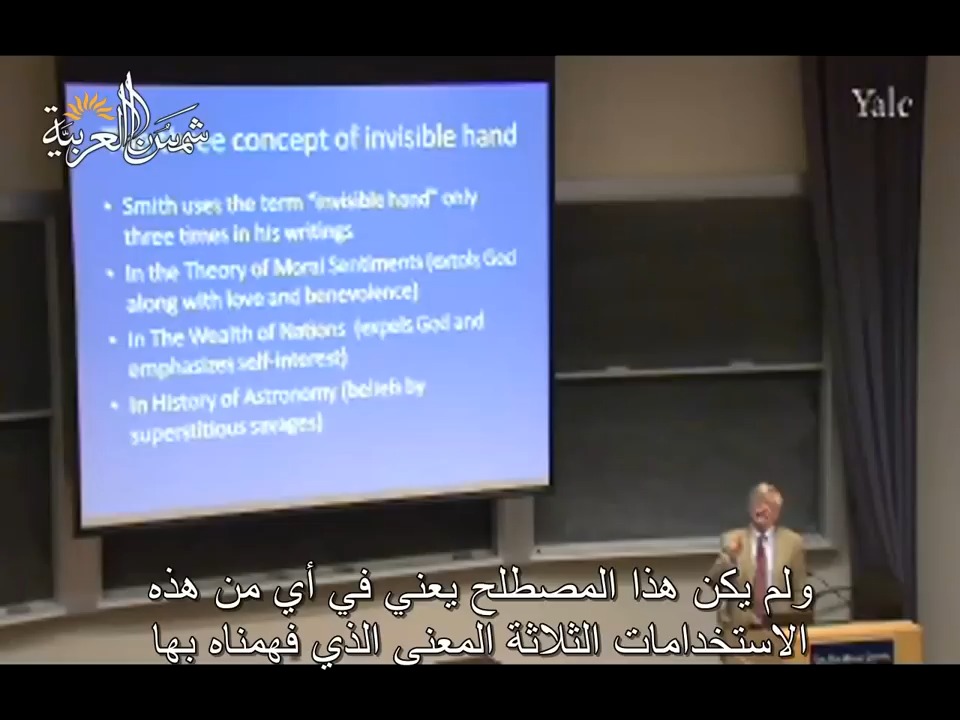 شمس العربية
Yale
concept of invisible hand
• Smith uses the term "invisible hand" only
three times in his writings
• In the Theory of Moral Sentiments (extols God
along with love and benevolence)
• In The Wealth of Nations (expels God and
emphasizes self-interest)
• In History of Astronomy (beliefs by
superstitious savages)
ولم يكن هذا المصطلح يعني في أي من هذه
الاستخدامات الثلاثة المعنى الذي فهمناه بها